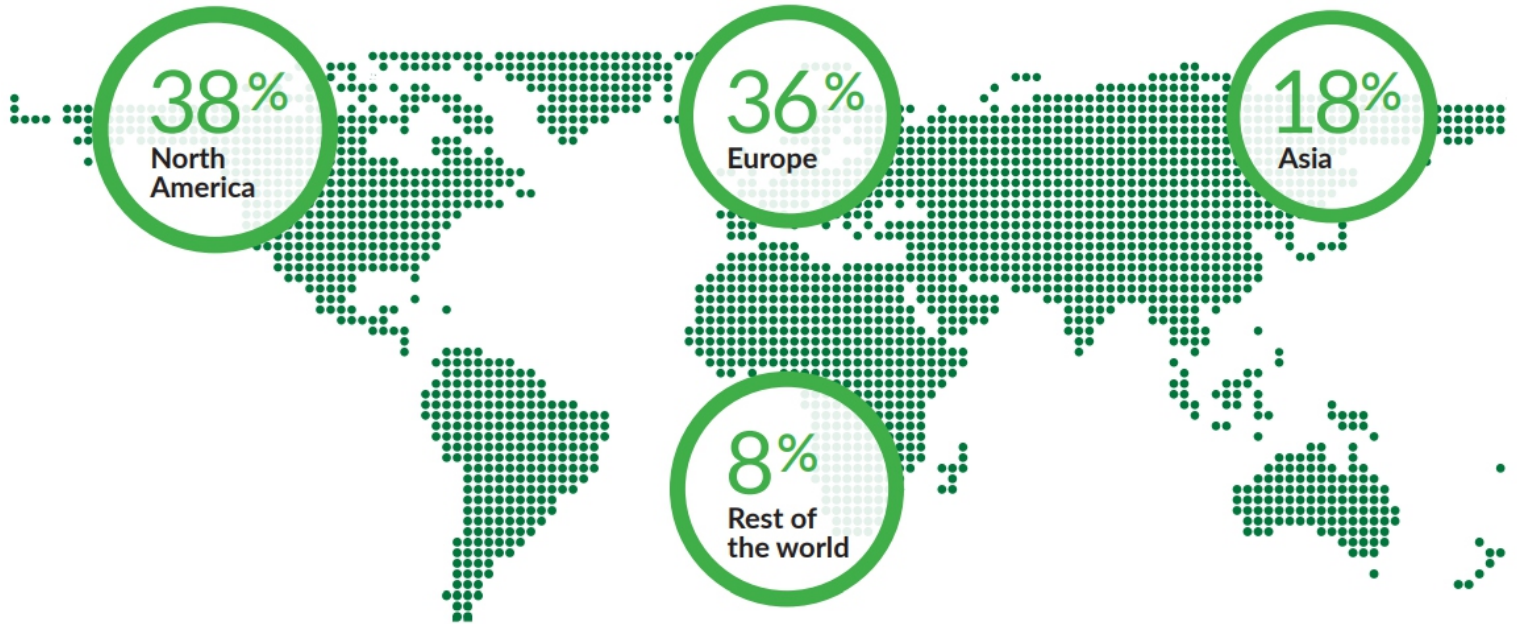 38%
North
America
36%
Europe
18%
Asia
8%
Rest of
the world